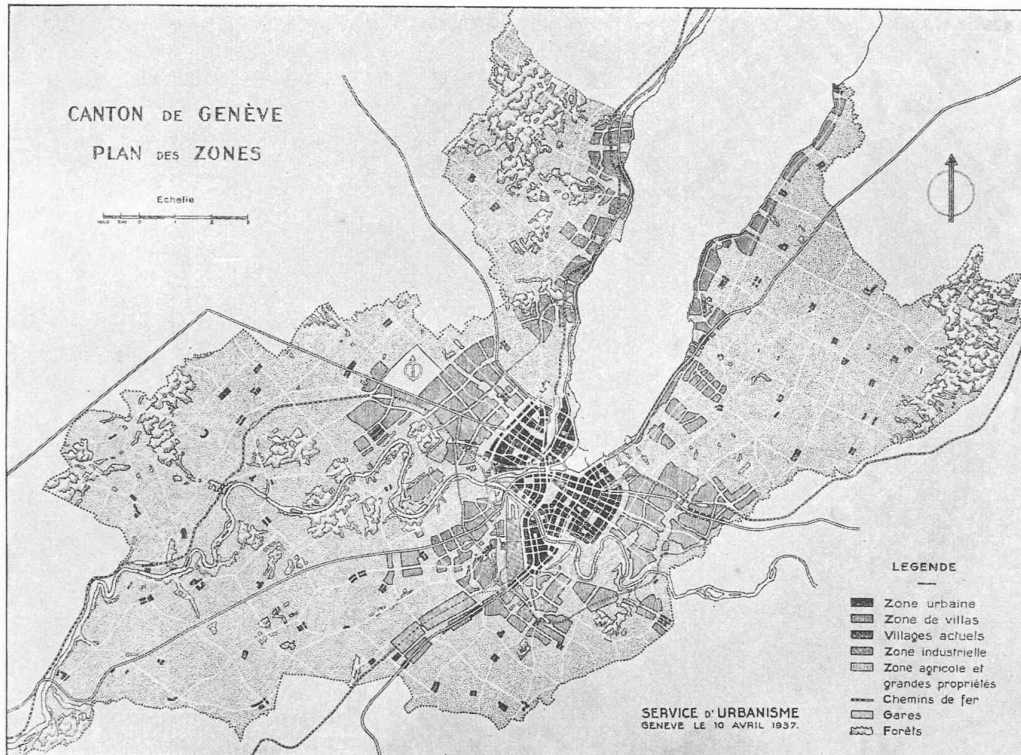 CANTON DE GENÈVE
PLAN DES ZONES
Echelle
LEGENDE
Zone urbaine
Zone de villas
Villages actuels
Zone industrielle
Zone agricole et
grandes propriétés
Chemins de fer
Gares
Forêts
SERVICE D'URBANISME
GENEVE LE 10 AVRIL 1937.